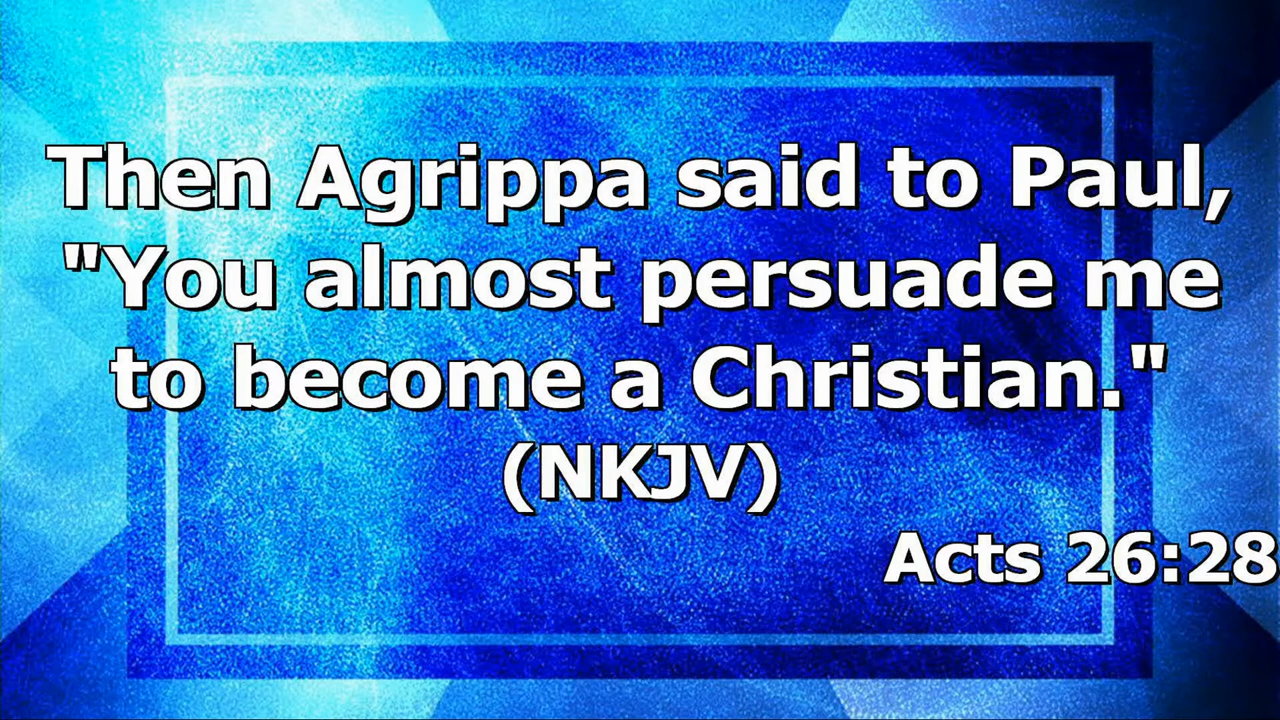 Then Agrippa said to Paul,
"You almost persuade me
to become a Christian."
(NKJV)
Acts 26:28